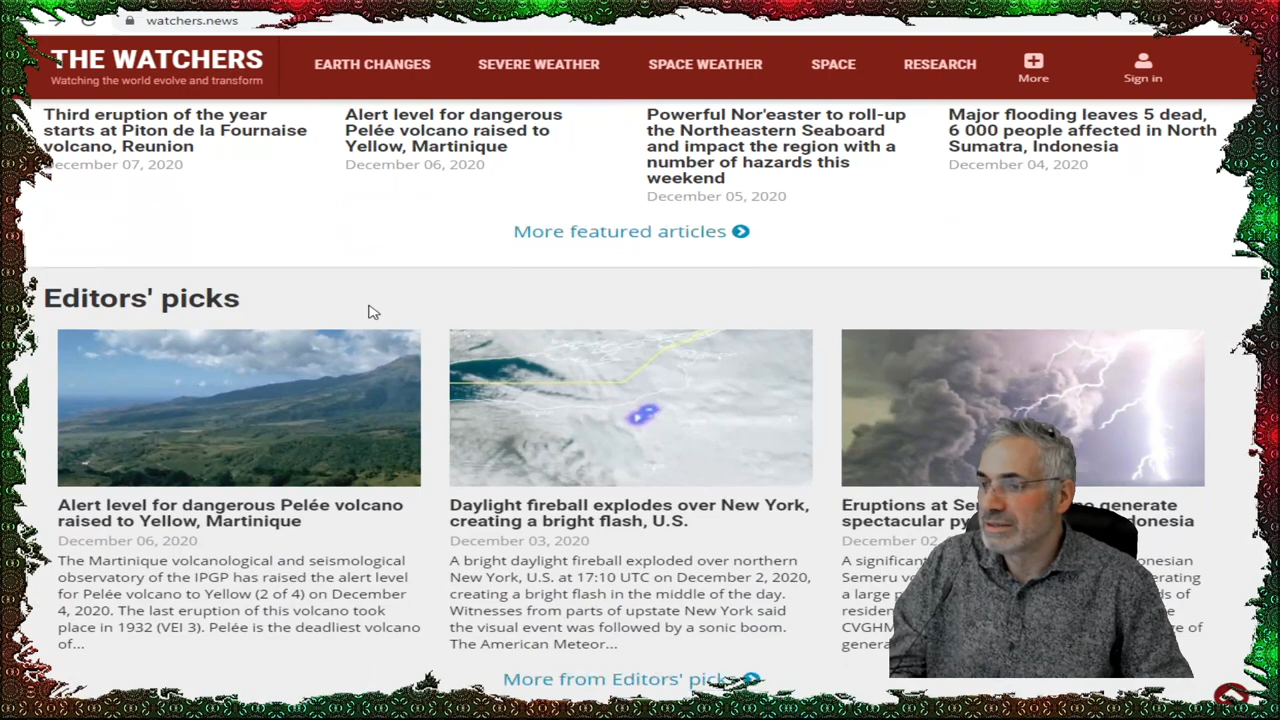 watchers.news
THE WATCHERS
Watching the world evolve and transform
EARTH CHANGES
SEVERE WEATHER
SPACE WEATHER
SPACE
RESEARCH
More
Sign in
Third eruption of the year
starts at Piton de la Fournaise
volcano, Reunion
December 07, 2020
Alert level for dangerous
Pelée volcano raised to
Yellow, Martinique
December 06, 2020
Powerful Nor'easter to roll-up
the Northeastern Seaboard
and impact the region with a
number of hazards this
weekend
December 05, 2020
Major flooding leaves 5 dead,
6 000 people affected in North
Sumatra, Indonesia
December 04, 2020
More featured articles
Editors' picks
Alert level for dangerous Pelée volcano
raised to Yellow, Martinique
December 06, 2020
The Martinique volcanological and seismological
observatory of the IPGP has raised the alert level
for Pelée volcano to Yellow (2 of 4) on December
4, 2020. The last eruption of this volcano took
place in 1932 (VEI 3). Pelée is the deadliest volcano
of...
Daylight fireball explodes over New York,
creating a bright flash, U.S.
December 03, 2020
A bright daylight fireball exploded over northern
New York, U.S. at 17:10 UTC on December 2, 2020,
creating a bright flash in the middle of the day.
Witnesses from parts of upstate New York said
the visual event was followed by a sonic boom.
The American Meteor...
Eruptions at generate
spectacular
December 02,
A significant
Semeru
a large
CVGHM
More from Editors' picks